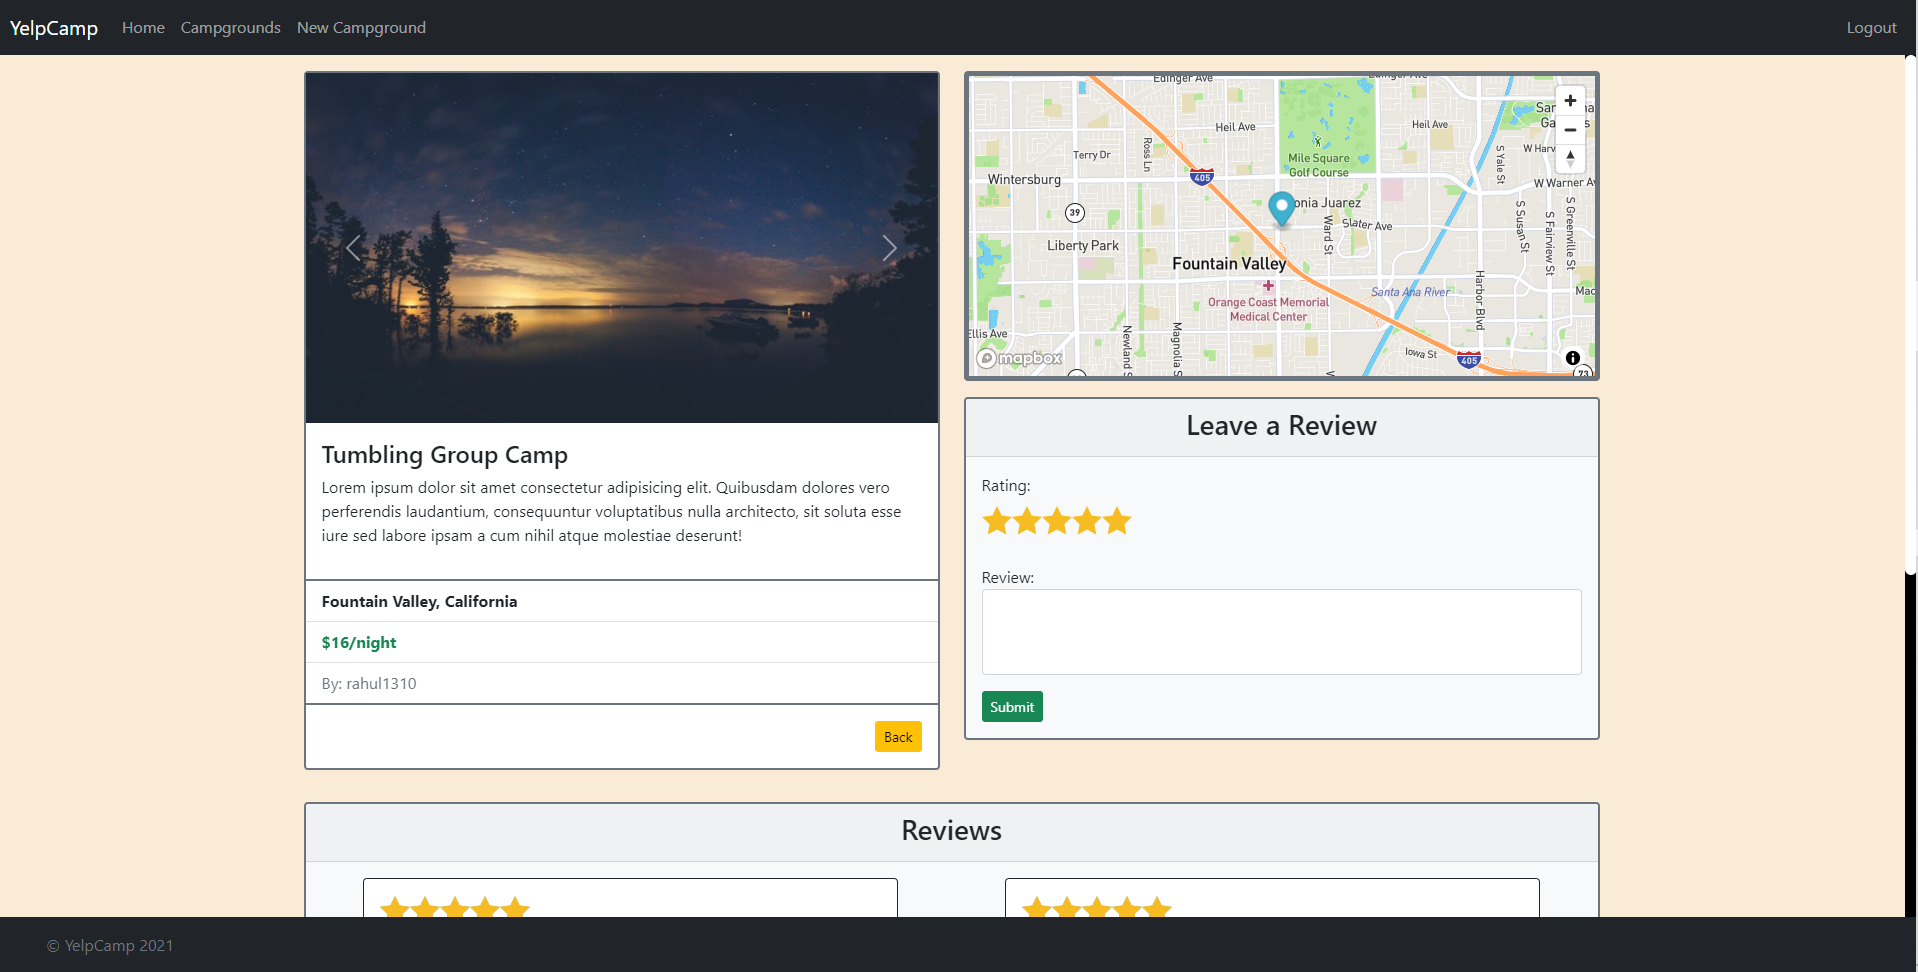 YelpCamp Home Campgrounds New Campground Logout
Edinger Ave
Heil Ave
Heil Ave
Ross Ln
Terry Dr
Mile Square
Golf Course
W Warner
S Yale St
Wintersburg
405
39
Slater Ave
Ward St
S Susan St
S Fairview St
S Greenville St
Liberty Park
Fountain Valley
Harbor Blvd
Santa Ana River
Orange Coast Memorial
Medical Center
Ellis Ave
Newland
Magnolia
Iowa St
405
mapbox
73
Tumbling Group Camp
Lorem ipsum dolor sit amet consectetur adipisicing elit. Quibusdam dolores vero
perferendis laudantium, consequuntur voluptatibus nulla architecto, sit soluta esse
iure sed labore ipsam a cum nihil atque molestiae deserunt!
Fountain Valley, California
$16/night
By: rahul1310
Back
Leave a Review
Rating:
Review:
Submit
Reviews
© YelpCamp 2021